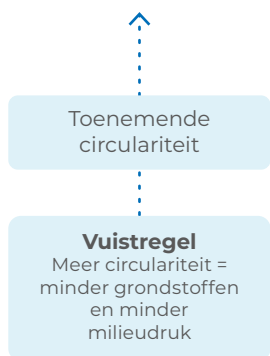 Toenemende
circulariteit
Vuistregel
Meer circulariteit =
minder grondstoffen
en minder
milieudruk